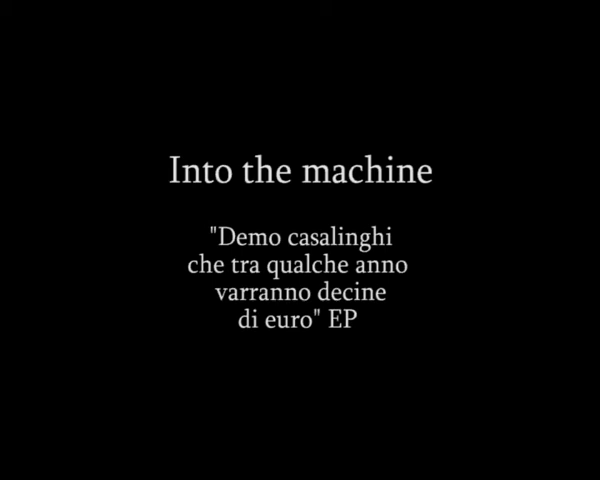 Into the machine
"Demo casalinghi
che tra qualche anno
varranno decine
di euro" EP